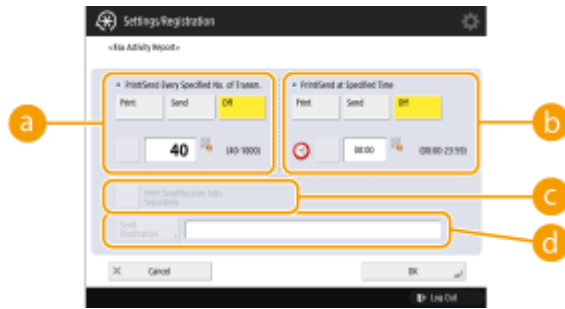 Settings/Registration
<Fax Activity Report>
Print/Send Every Specified No. of Transm.
Print/Send at Specified Time
Print
Send
Off
Print
Send
Off
a
b
40
(40-1000)
00:00
(00:00-23:59)
Print Send/Receive Jobs
Separately
c
Send
Destination
d
Cancel
OK
Log Out